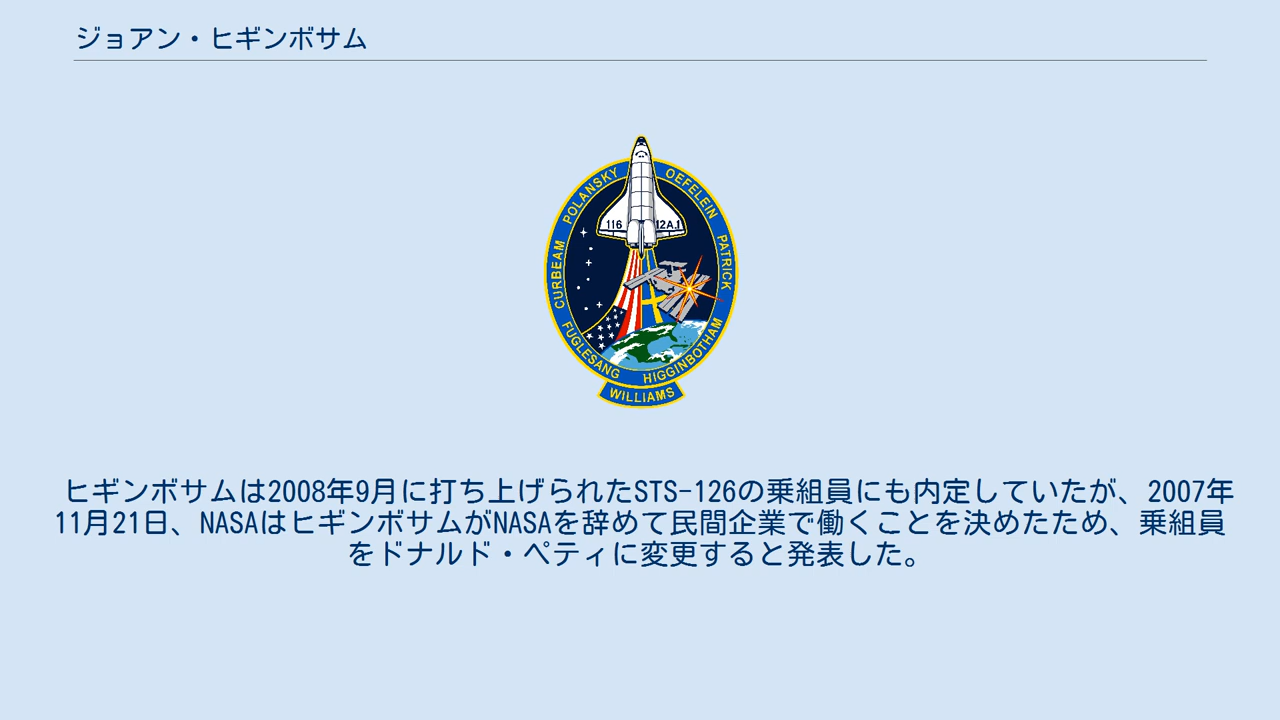 ジョアン・ヒギンボサム
POLANSKY
OEFELEIN
116
12A.1
CURBEAM
PATRICK
FUGLESANG
HIGGINBOTHAM
WILLIAMS
ヒギンボサムは2008年9月に打ち上げられたSTS-126の乗組員にも内定していたが、2007年
11月21日、NASAはヒギンボサムがNASAを辞めて民間企業で働くことを決めたため、乗組員
をドナルド・ペティに変更すると発表した。